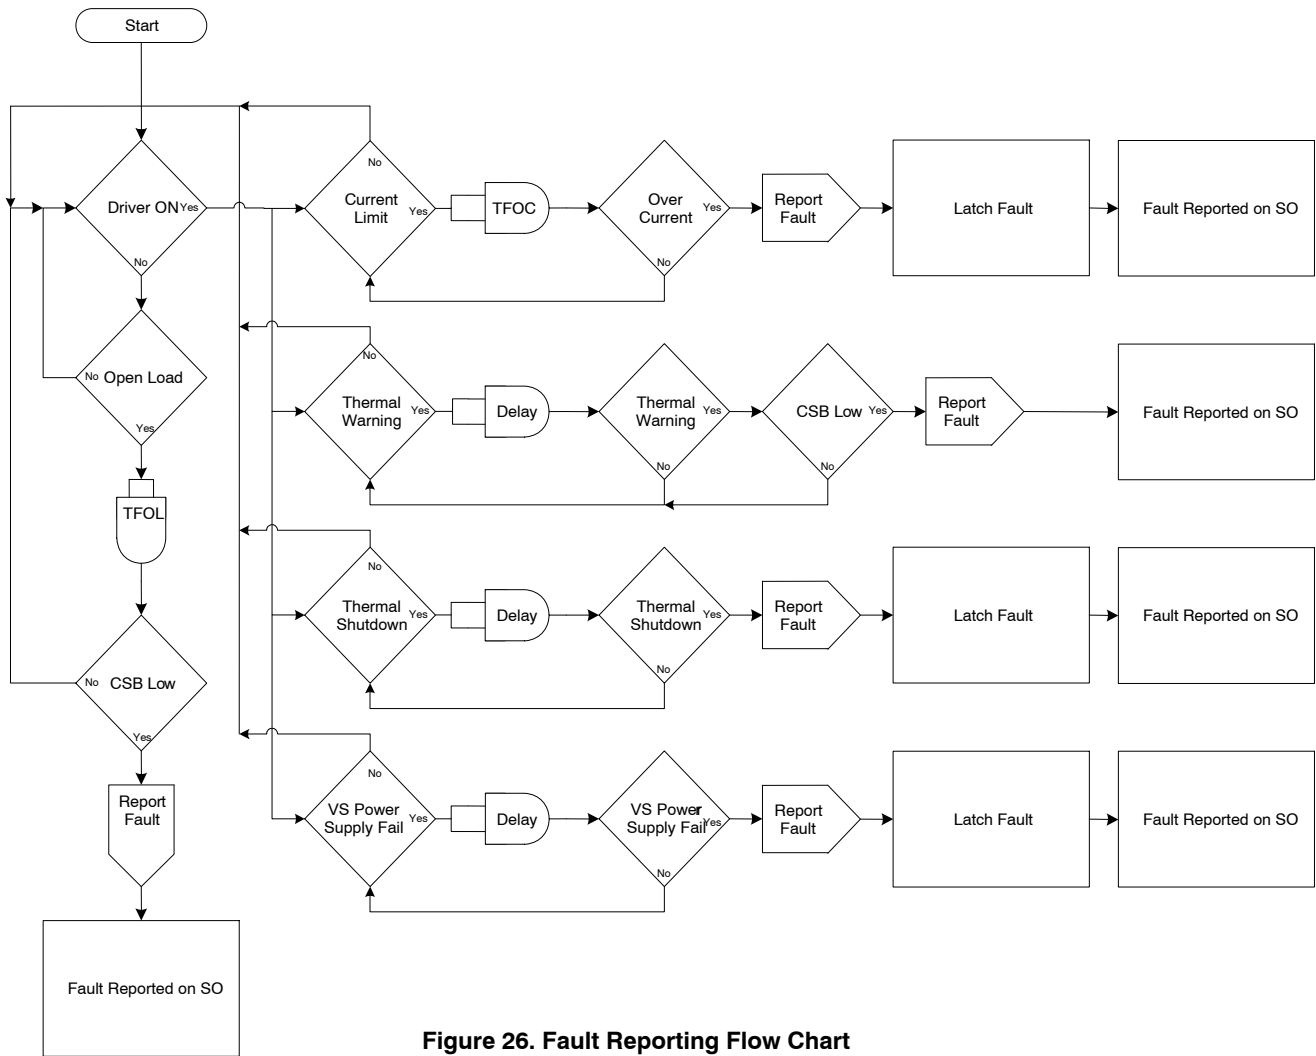 Start
Driver ON
Yes
No
Open Load
No
Yes
TFOL
CSB Low
No
Yes
Report
Fault
Fault Reported on SO
No
Current
Limit
Yes
TFOC
Over
Current
Yes
No
Report
Fault
Latch Fault
Fault Reported on SO
No
Thermal
Warning
Yes
Delay
Thermal
Warning
Yes
No
CSB Low
Yes
No
Report
Fault
Fault Reported on SO
No
Thermal
Shutdown
Yes
Delay
Thermal
Shutdown
Yes
No
Report
Fault
Latch Fault
Fault Reported on SO
No
VS Power
Supply Fail
Yes
Delay
VS Power
Supply Fail
Yes
No
Report
Fault
Latch Fault
Fault Reported on SO
Figure 26. Fault Reporting Flow Chart